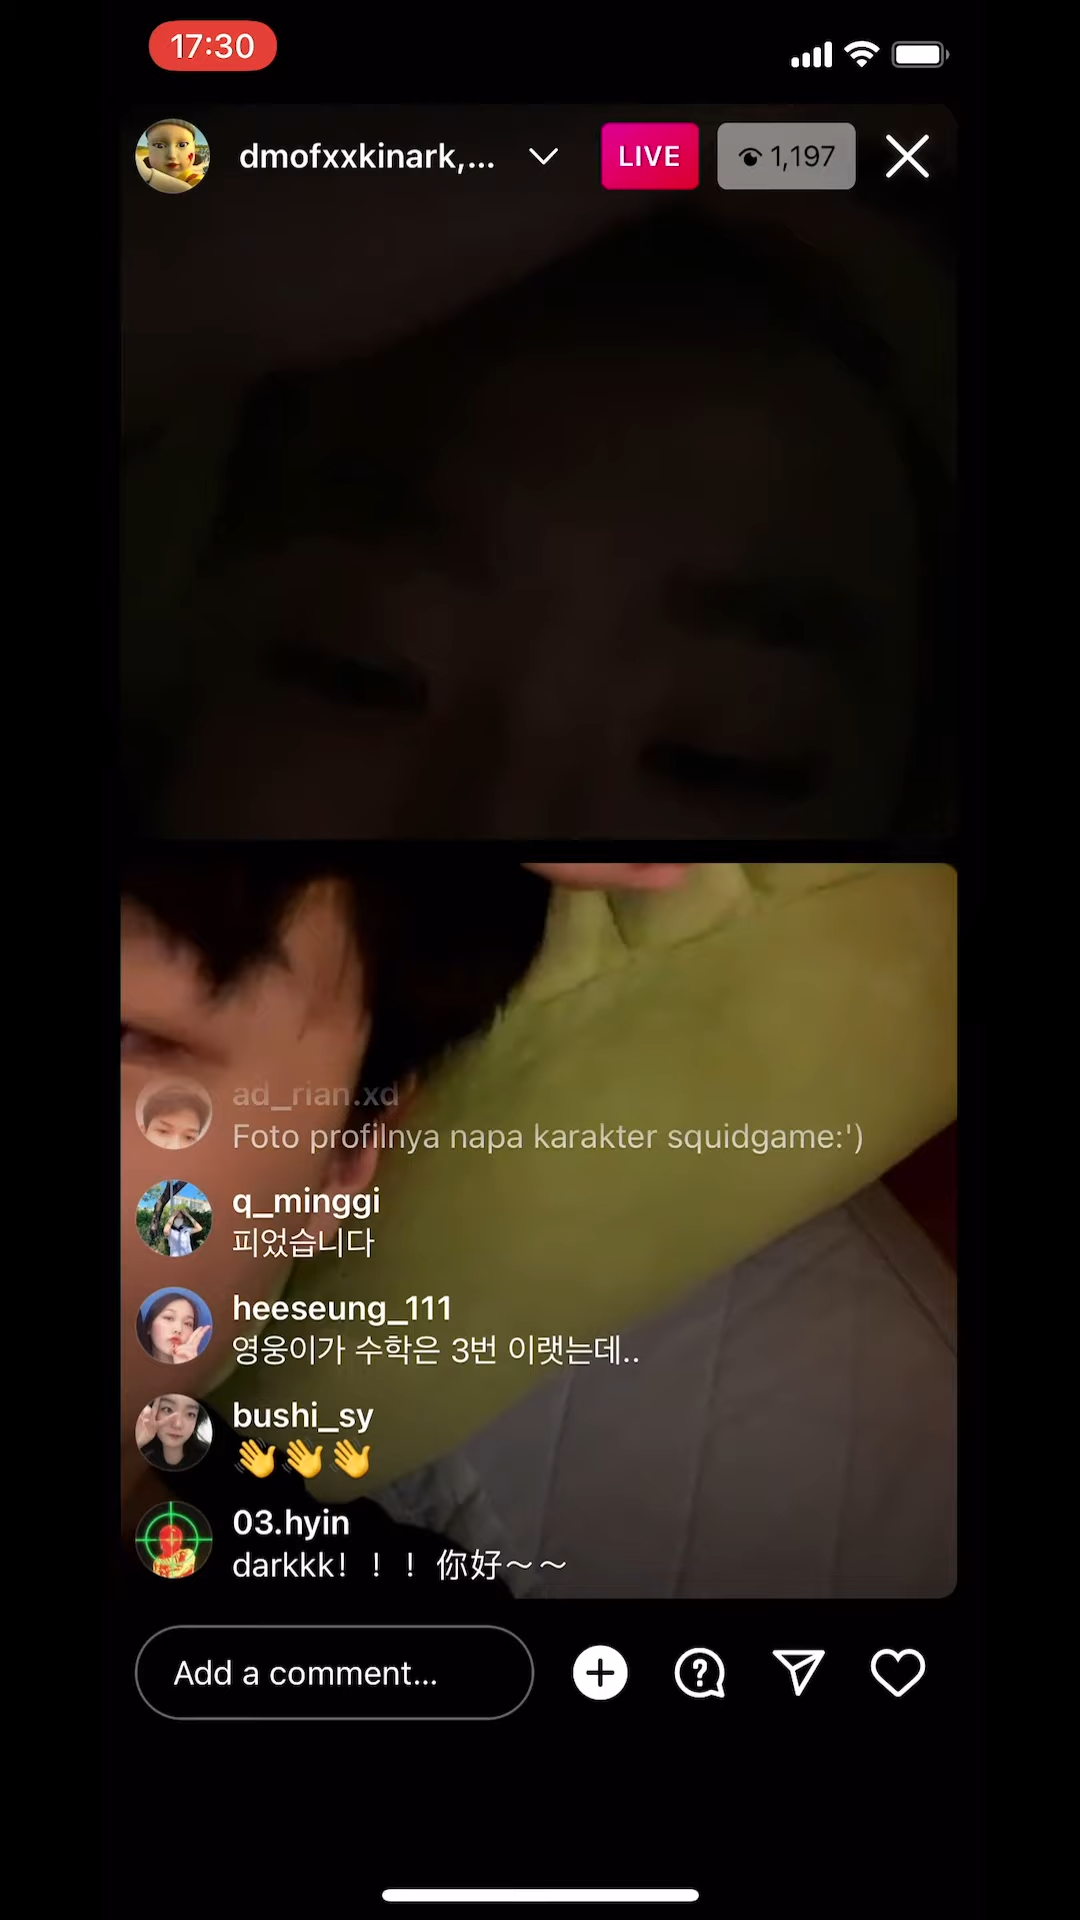 17:30
dmofxxkinark,...
LIVE
1,197
ad_rian.xd
Foto profilnya napa karakter squidgame:')
q_minggi
피었습니다
heeseung_111
영웅이가 수학은 3번 이랫는데..
bushi_sy
👋👋👋
03.hyin
darkkk！！！你好～～
Add a comment...